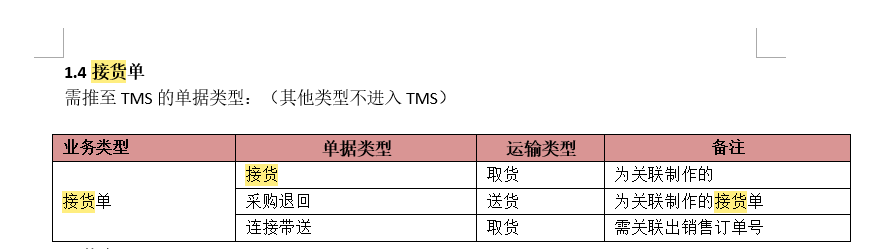 1.4 接货单
需推至 TMS 的单据类型：（其他类型不进入 TMS）
业务类型 单据类型 运输类型 备注
接货 取货 为关联制作的
接货单 采购退回 送货 为关联制作的接货单
连接带送 取货 需关联出销售订单号